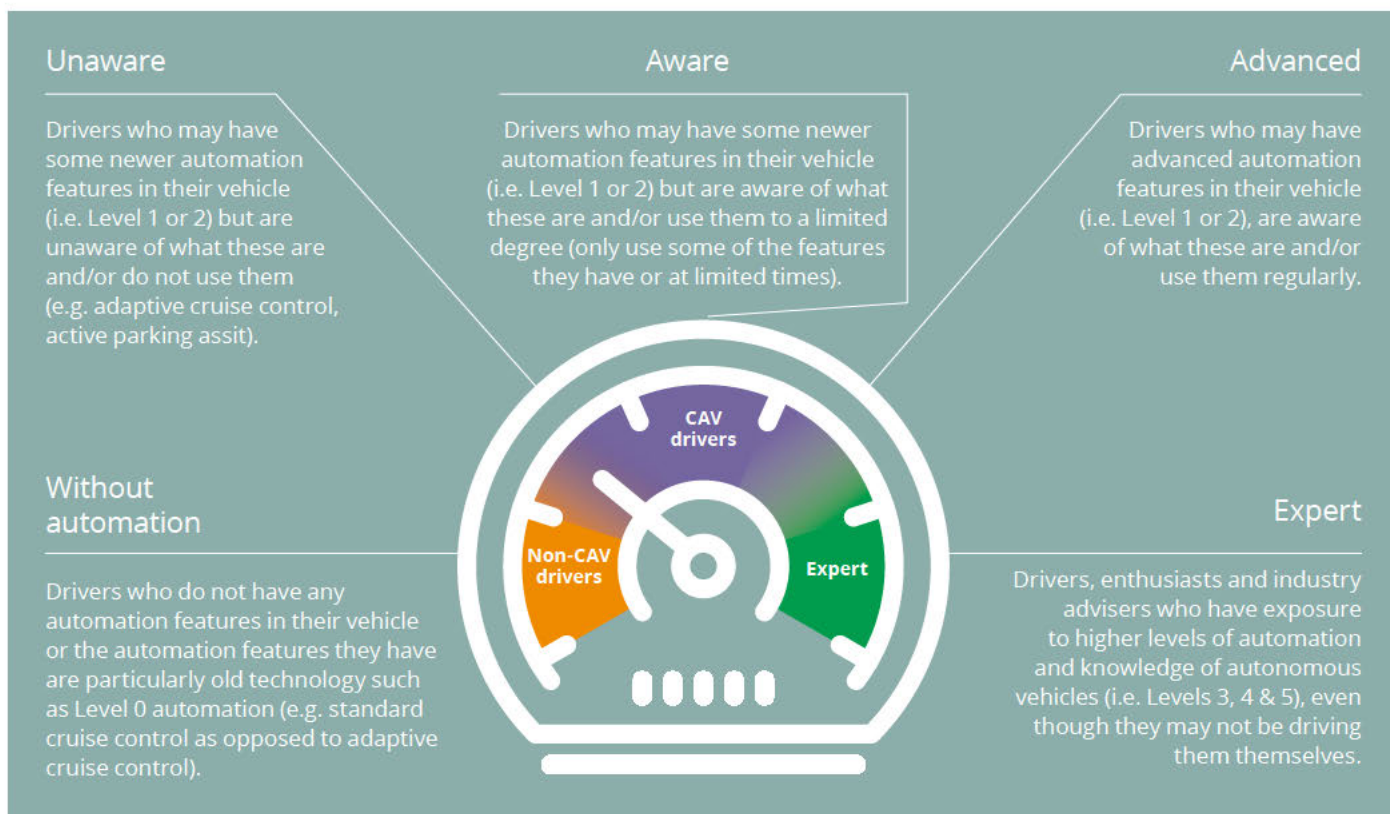 Unaware
Drivers who may have
some newer automation
features in their vehicle
(i.e. Level 1 or 2) but are
unaware of what these are
and/or do not use them
(e.g. adaptive cruise control,
active parking assit).
Aware
Drivers who may have some newer
automation features in their vehicle
(i.e. Level 1 or 2) but are aware of what
these are and/or use them to a limited
degree (only use some of the features
they have or at limited times).
Advanced
Drivers who may have
advanced automation
features in their vehicle
(i.e. Level 1 or 2), are aware
of what these are and/or
use them regularly.
Without
automation
Drivers who do not have any
automation features in their vehicle
or the automation features they have
are particularly old technology such
as Level 0 automation (e.g. standard
cruise control as opposed to adaptive
cruise control).
Non-CAV
drivers
CAV
drivers
Expert
Expert
Drivers, enthusiasts and industry
advisers who have exposure
to higher levels of automation
and knowledge of autonomous
vehicles (i.e. Levels 3, 4 & 5), even
though they may not be driving
them themselves.